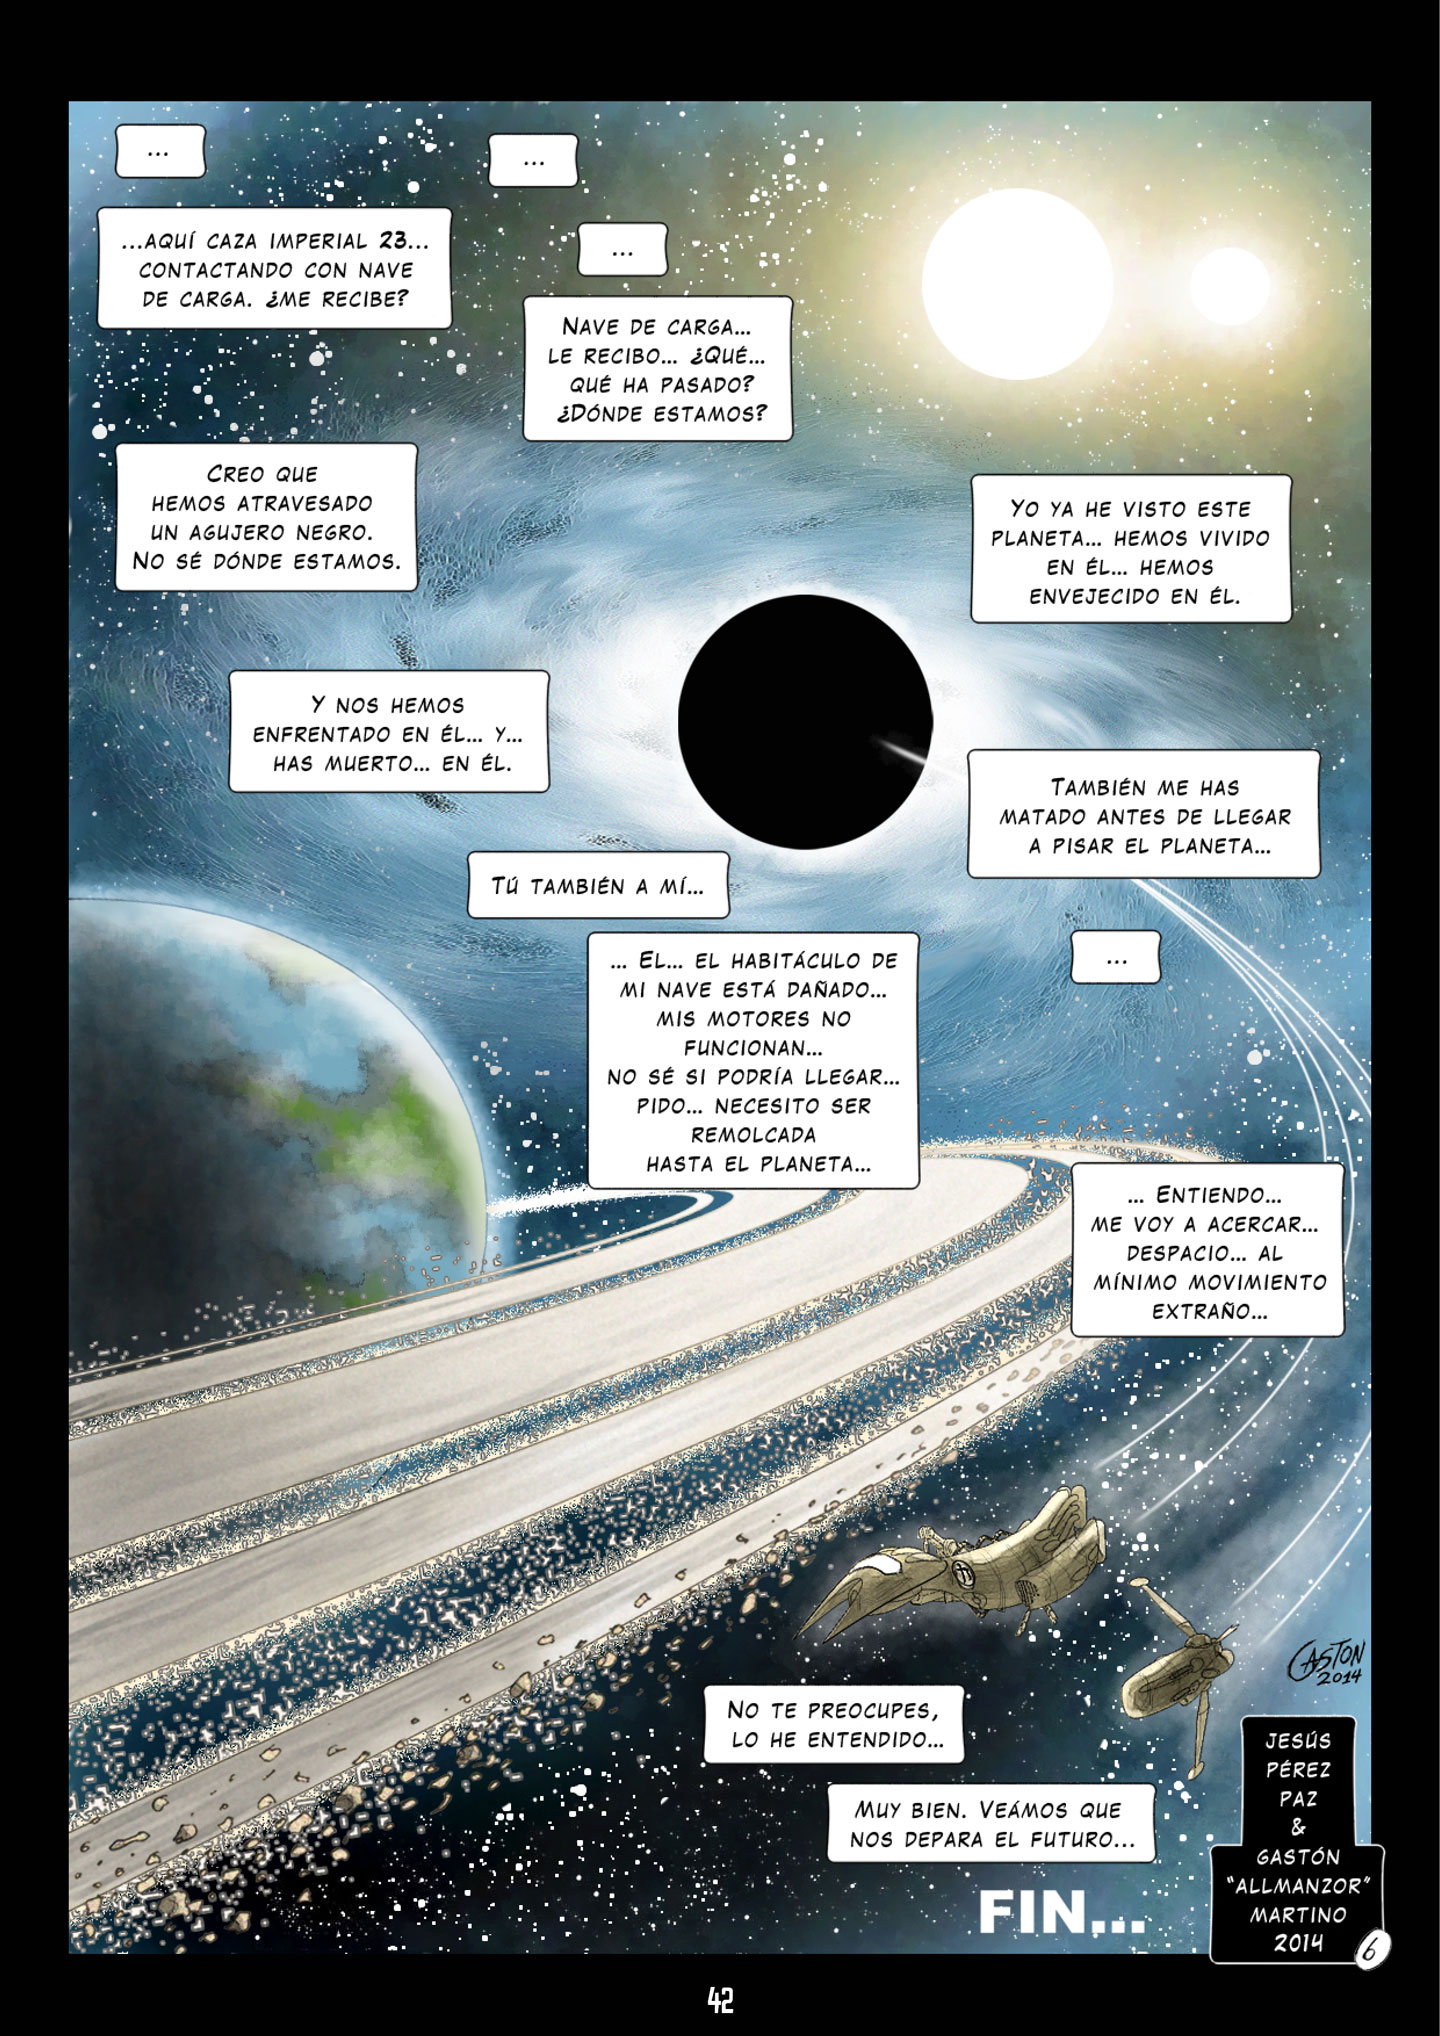 ...
...AQUÍ CAZA IMPERIAL 23...
CONTACTANDO CON NAVE
DE CARGA. ¿ME RECIBE?
...
...
NAVE DE CARGA...
LE RECIBO... ¿QUÉ...
QUÉ HA PASADO?
¿DÓNDE ESTAMOS?
CREO QUE
HEMOS ATRAVESADO
UN AGUJERO NEGRO.
NO SÉ DÓNDE ESTAMOS.
YO YA HE VISTO ESTE
PLANETA... HEMOS VIVIDO
EN ÉL... HEMOS
ENVEJECIDO EN ÉL.
Y NOS HEMOS
ENFRENTADO EN ÉL... Y...
HAS MUERTO... EN ÉL.
TAMBIÉN ME HAS
MATADO ANTES DE LLEGAR
A PISAR EL PLANETA...
TÚ TAMBIÉN A MÍ...
...
... EL... EL HABITÁCULO DE
MI NAVE ESTÁ DAÑADO...
MIS MOTORES NO
FUNCIONAN...
NO SÉ SI PODRÍA LLEGAR...
PIDO... NECESITO SER
REMOLCADA
HASTA EL PLANETA...
... ENTIENDO...
ME VOY A ACERCAR...
DESPACIO... AL
MÍNIMO MOVIMIENTO
EXTRAÑO...
NO TE PREOCUPES,
LO HE ENTENDIDO...
MUY BIEN. VEÁMOS QUE
NOS DEPARA EL FUTURO...
FIN...
GASTON
2014
JESÚS
PÉREZ
PAZ
&
GASTÓN
"ALLMANZOR"
MARTINO
2014
6
42